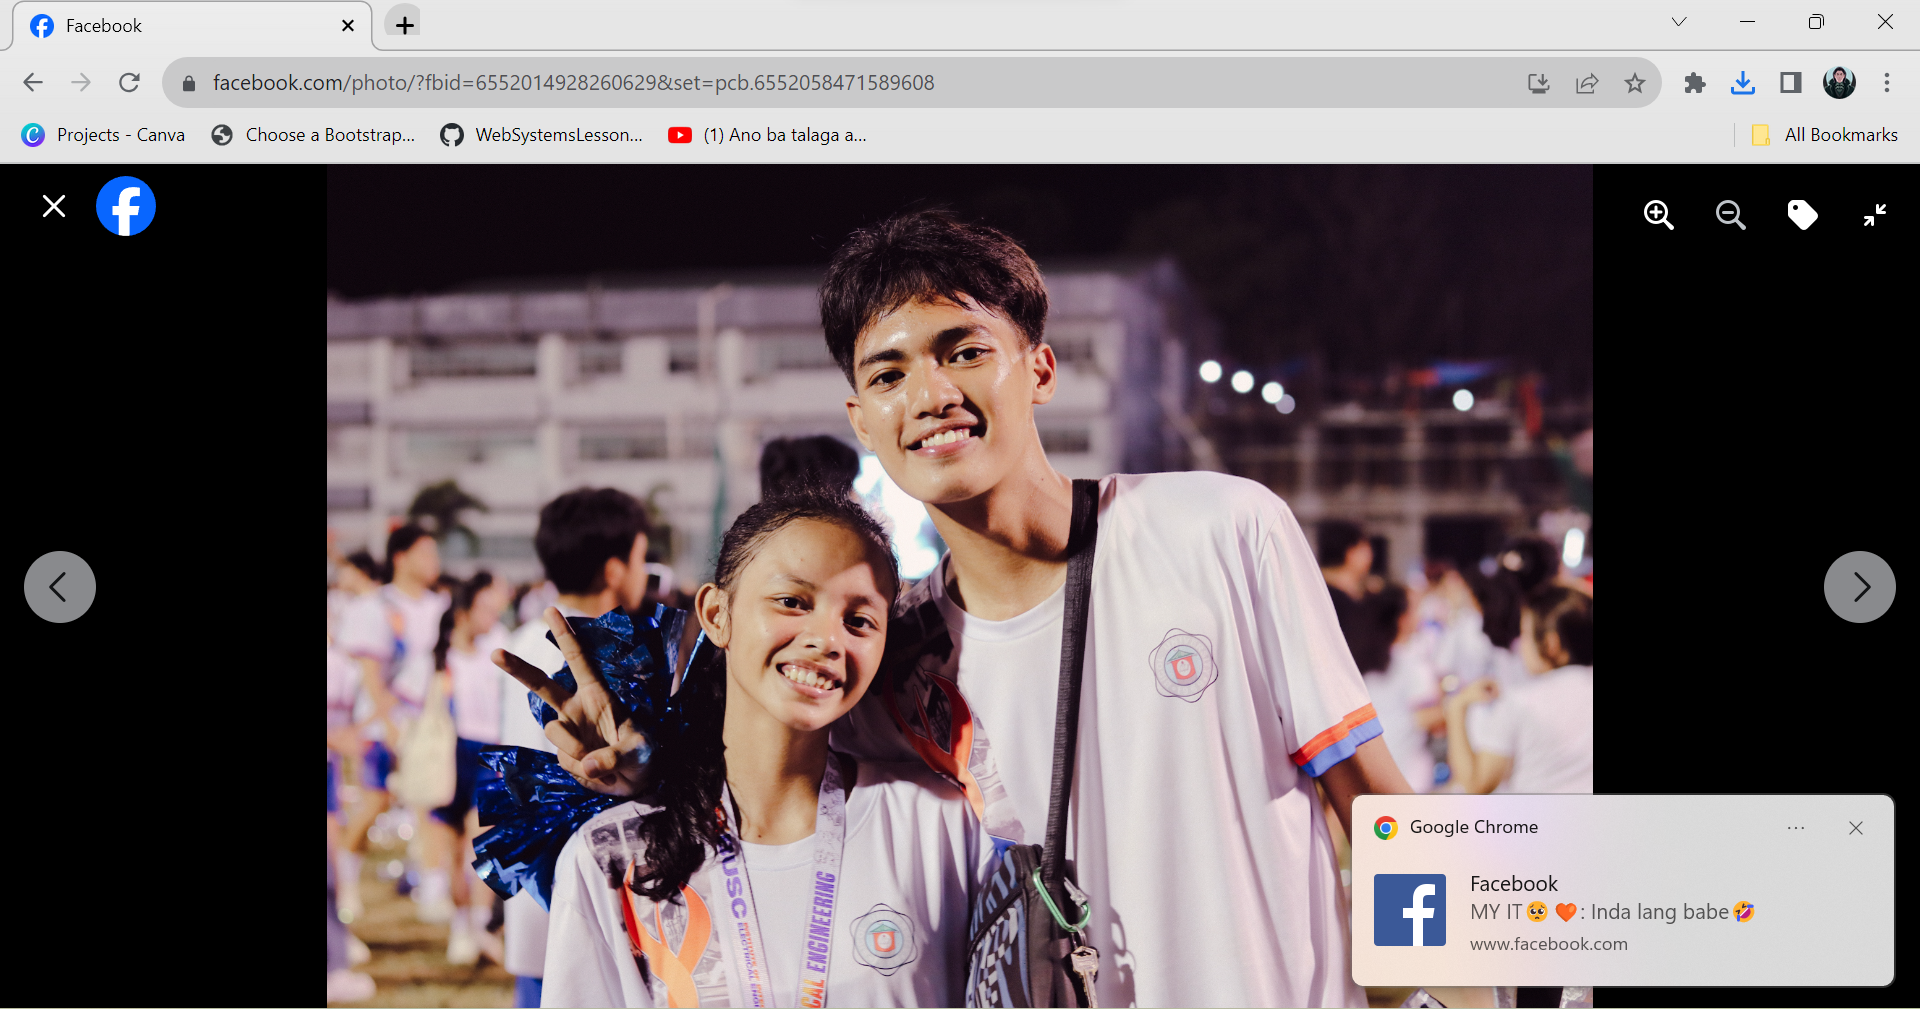 Facebook
facebook.com/photo/?fbid=6552014928260629&set=pcb.6552058471589608
Projects - Canva
Choose a Bootstrap...
WebSystemsLesson...
(1) Ano ba talaga a...
All Bookmarks
USC
CAL ENGINEERING
Google Chrome
Facebook
MY IT🥺 🧡: Inda lang babe🤣
www.facebook.com